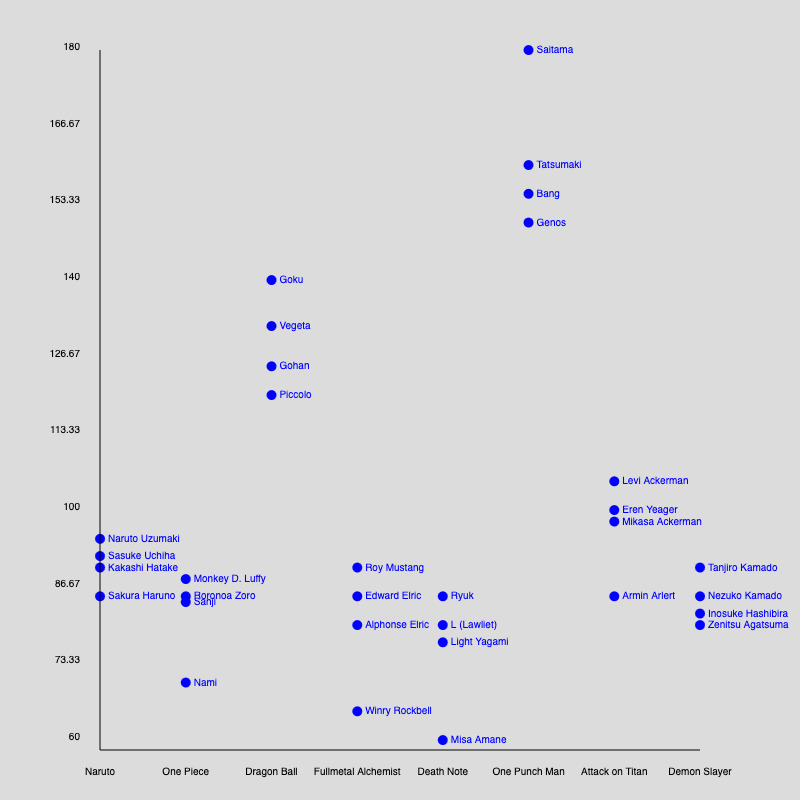 180
Saitama
166.67
Tatsumaki
Bang
153.33
Genos
140
Goku
Vegeta
126.67
Gohan
Piccolo
113.33
Levi Ackerman
100
Eren Yeager
Mikasa Ackerman
Naruto Uzumaki
Sasuke Uchiha
Kakashi Hatake
Roy Mustang
Tanjiro Kamado
Monkey D. Luffy
86.67
Sakura Haruno
Roronoa Zoro
Edward Elric
Ryuk
Armin Arlert
Nezuko Kamado
Sanji
Inosuke Hashibira
Alphonse Elric
L (Lawliet)
Zenitsu Agatsuma
Light Yagami
73.33
Nami
Winry Rockbell
60
Misa Amane
Naruto One Piece Dragon Ball Fullmetal Alchemist Death Note One Punch Man Attack on Titan Demon Slayer